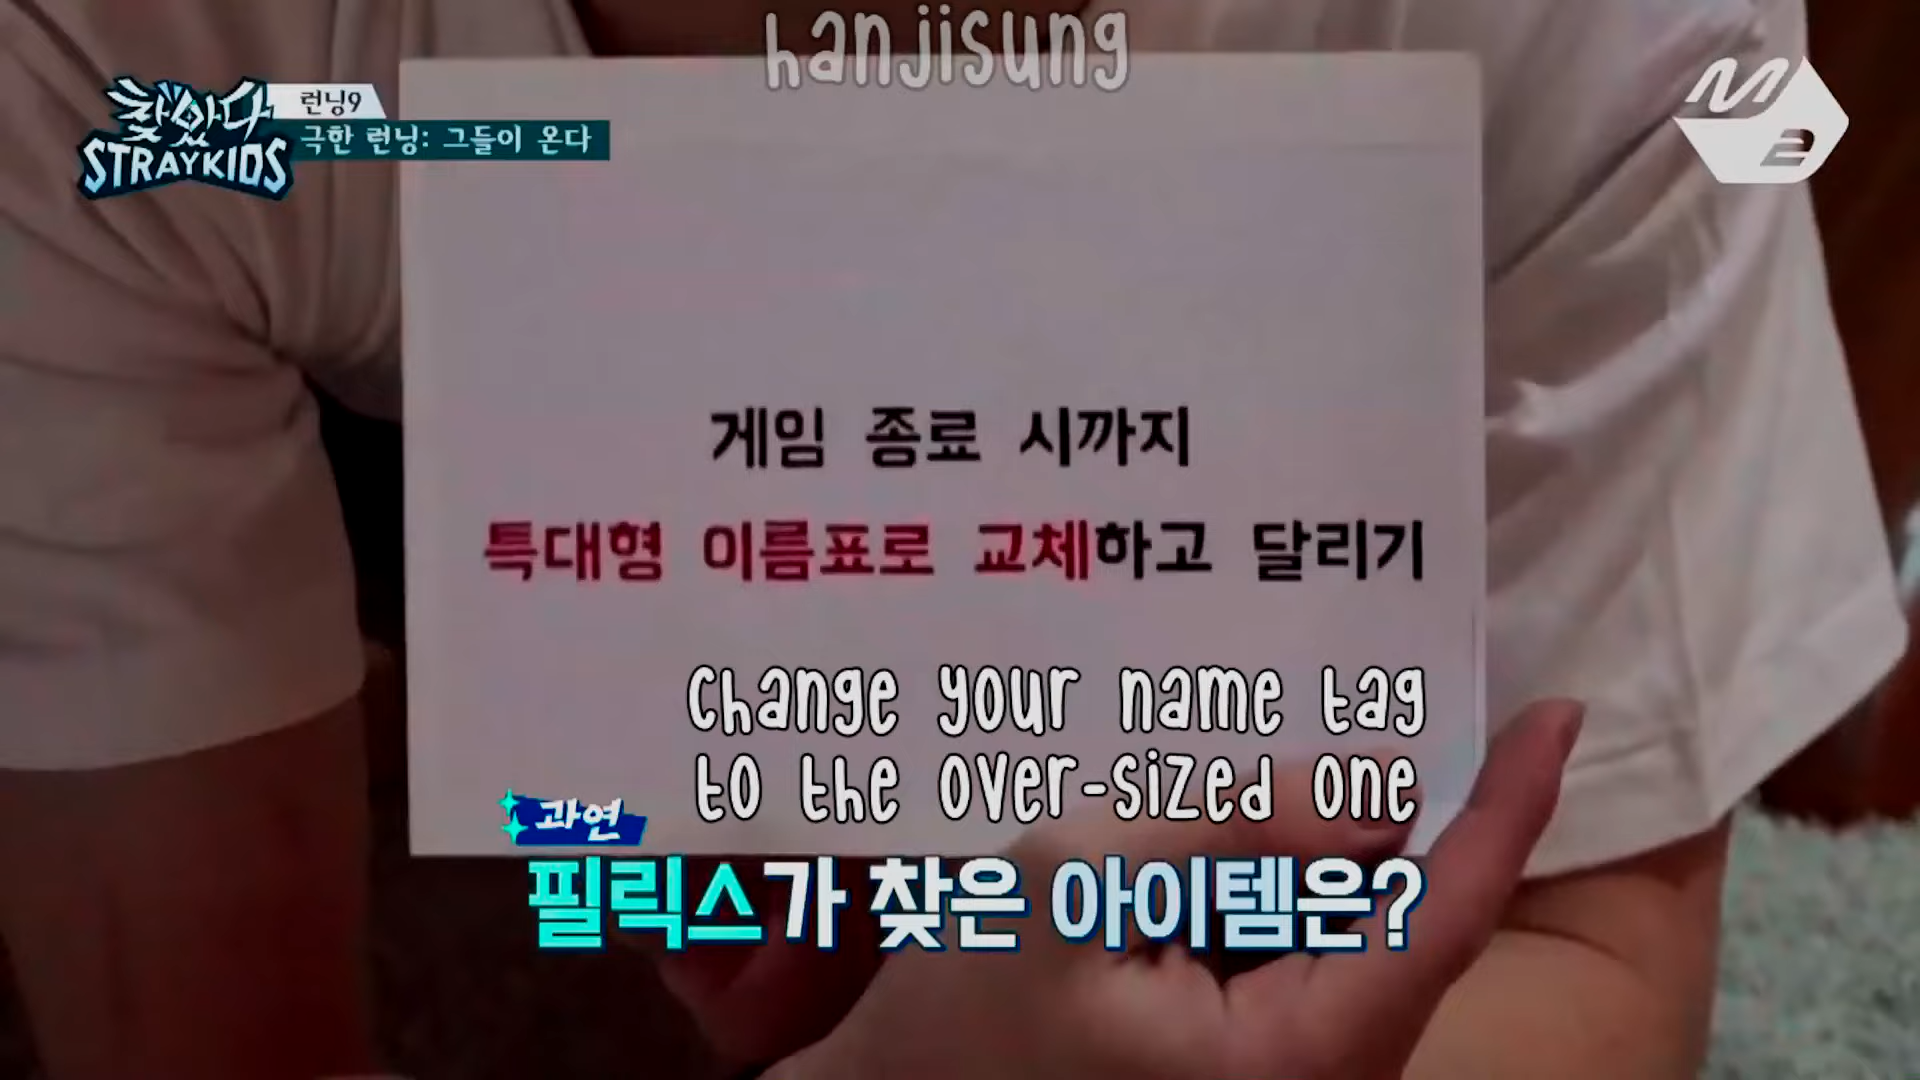 hanjisung
찾았다
STRAYKIDS
런닝9
극한 런닝: 그들이 온다
M2
게임 종료 시까지
특대형 이름표로 교체하고 달리기
Change your name tag
to the over-sized one
과연
필릭스가 찾은 아이템은?